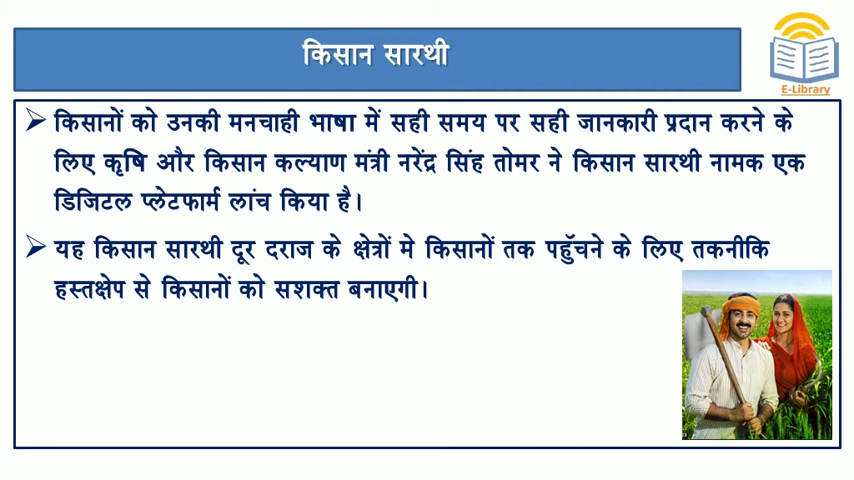 किसान सारथी
E-Library
किसानों को उनकी मनचाही भाषा में सही समय पर सही जानकारी प्रदान करने के
लिए कृषि और किसान कल्याण मंत्री नरेंद्र सिंह तोमर ने किसान सारथी नामक एक
डिजिटल प्लेटफार्म लांच किया है।
यह किसान सारथी दूर दराज के क्षेत्रों मे किसानों तक पहुॅचने के लिए तकनीकि
हस्तक्षेप से किसानों को सशक्त बनाएगी।